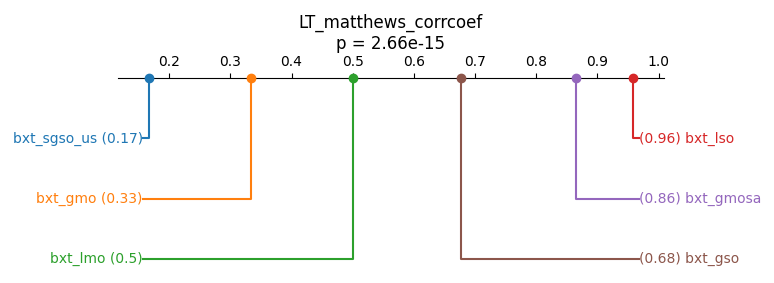 LT_matthews_corrcoef
p = 2.66e-15
0.2 0.3 0.4 0.5 0.6 0.7 0.8 0.9 1.0
bxt_sgso_us (0.17) (0.96) bxt_lso
bxt_gmo (0.33) (0.86) bxt_gmosa
bxt_lmo (0.5) (0.68) bxt_gso